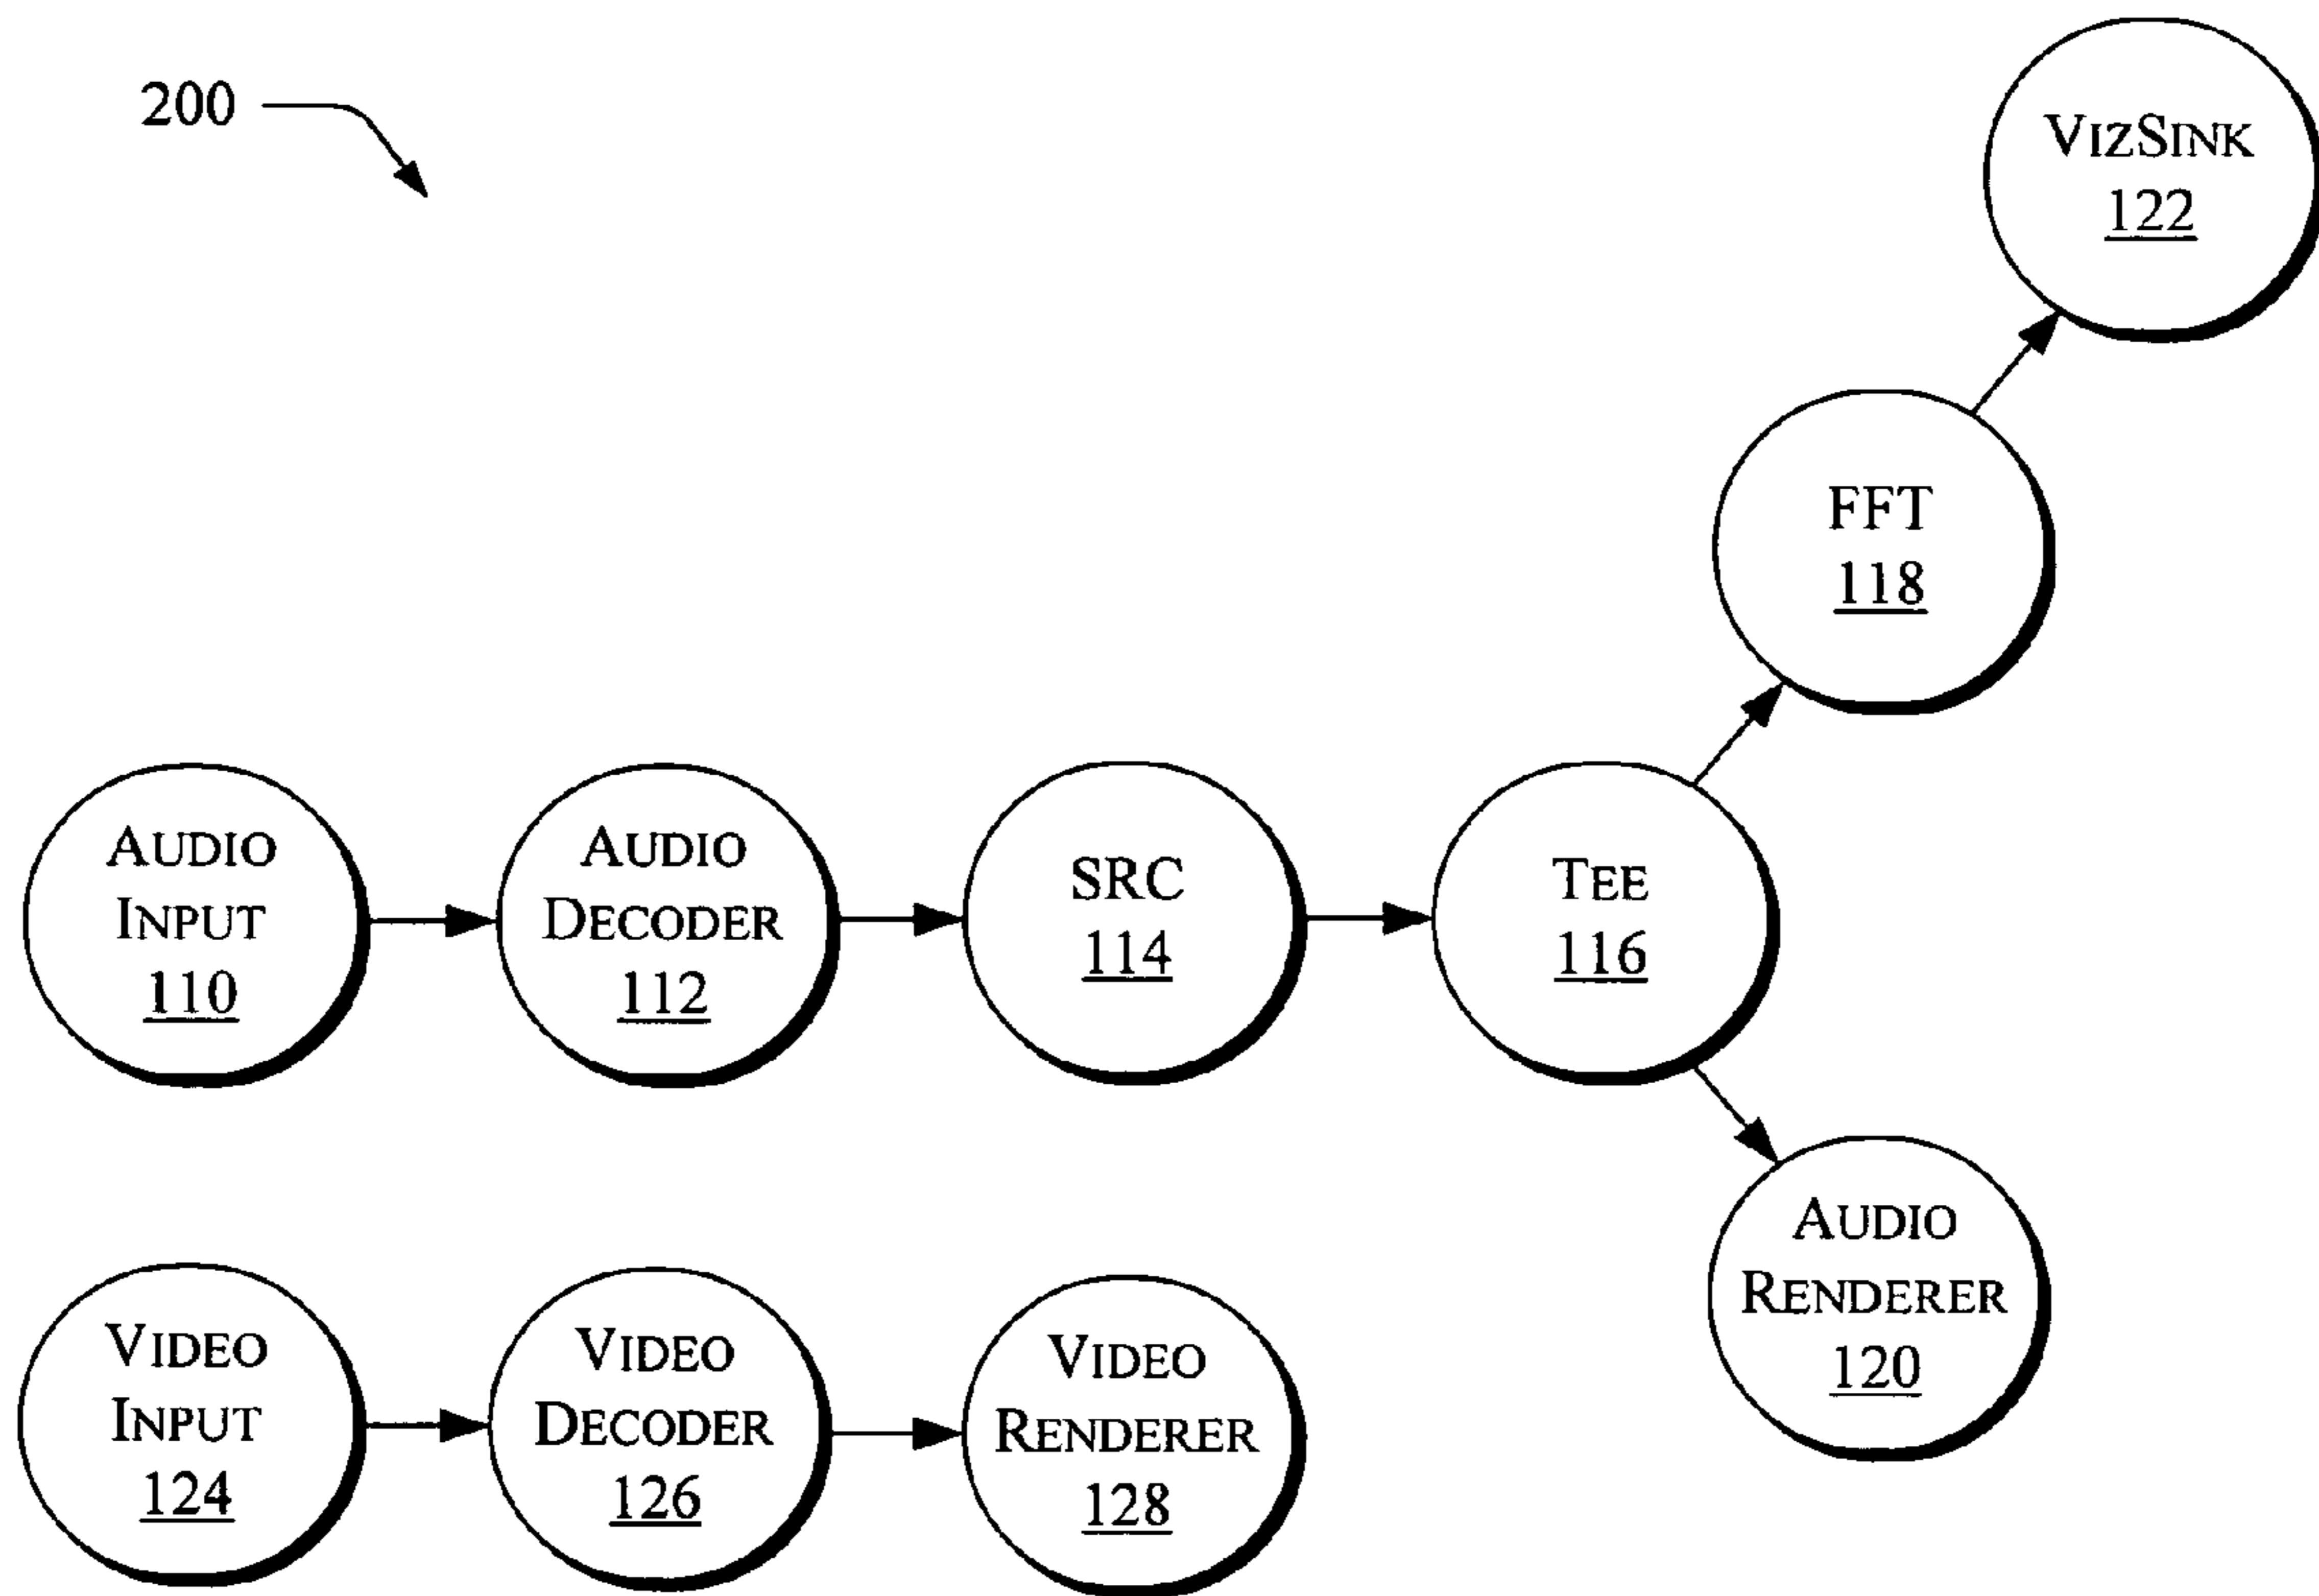 200
VIZSINK
122
FFT
118
AUDIO
INPUT
110
AUDIO
DECODER
112
SRC
114
TEE
116
AUDIO
RENDERER
120
VIDEO
INPUT
124
VIDEO
DECODER
126
VIDEO
RENDERER
128